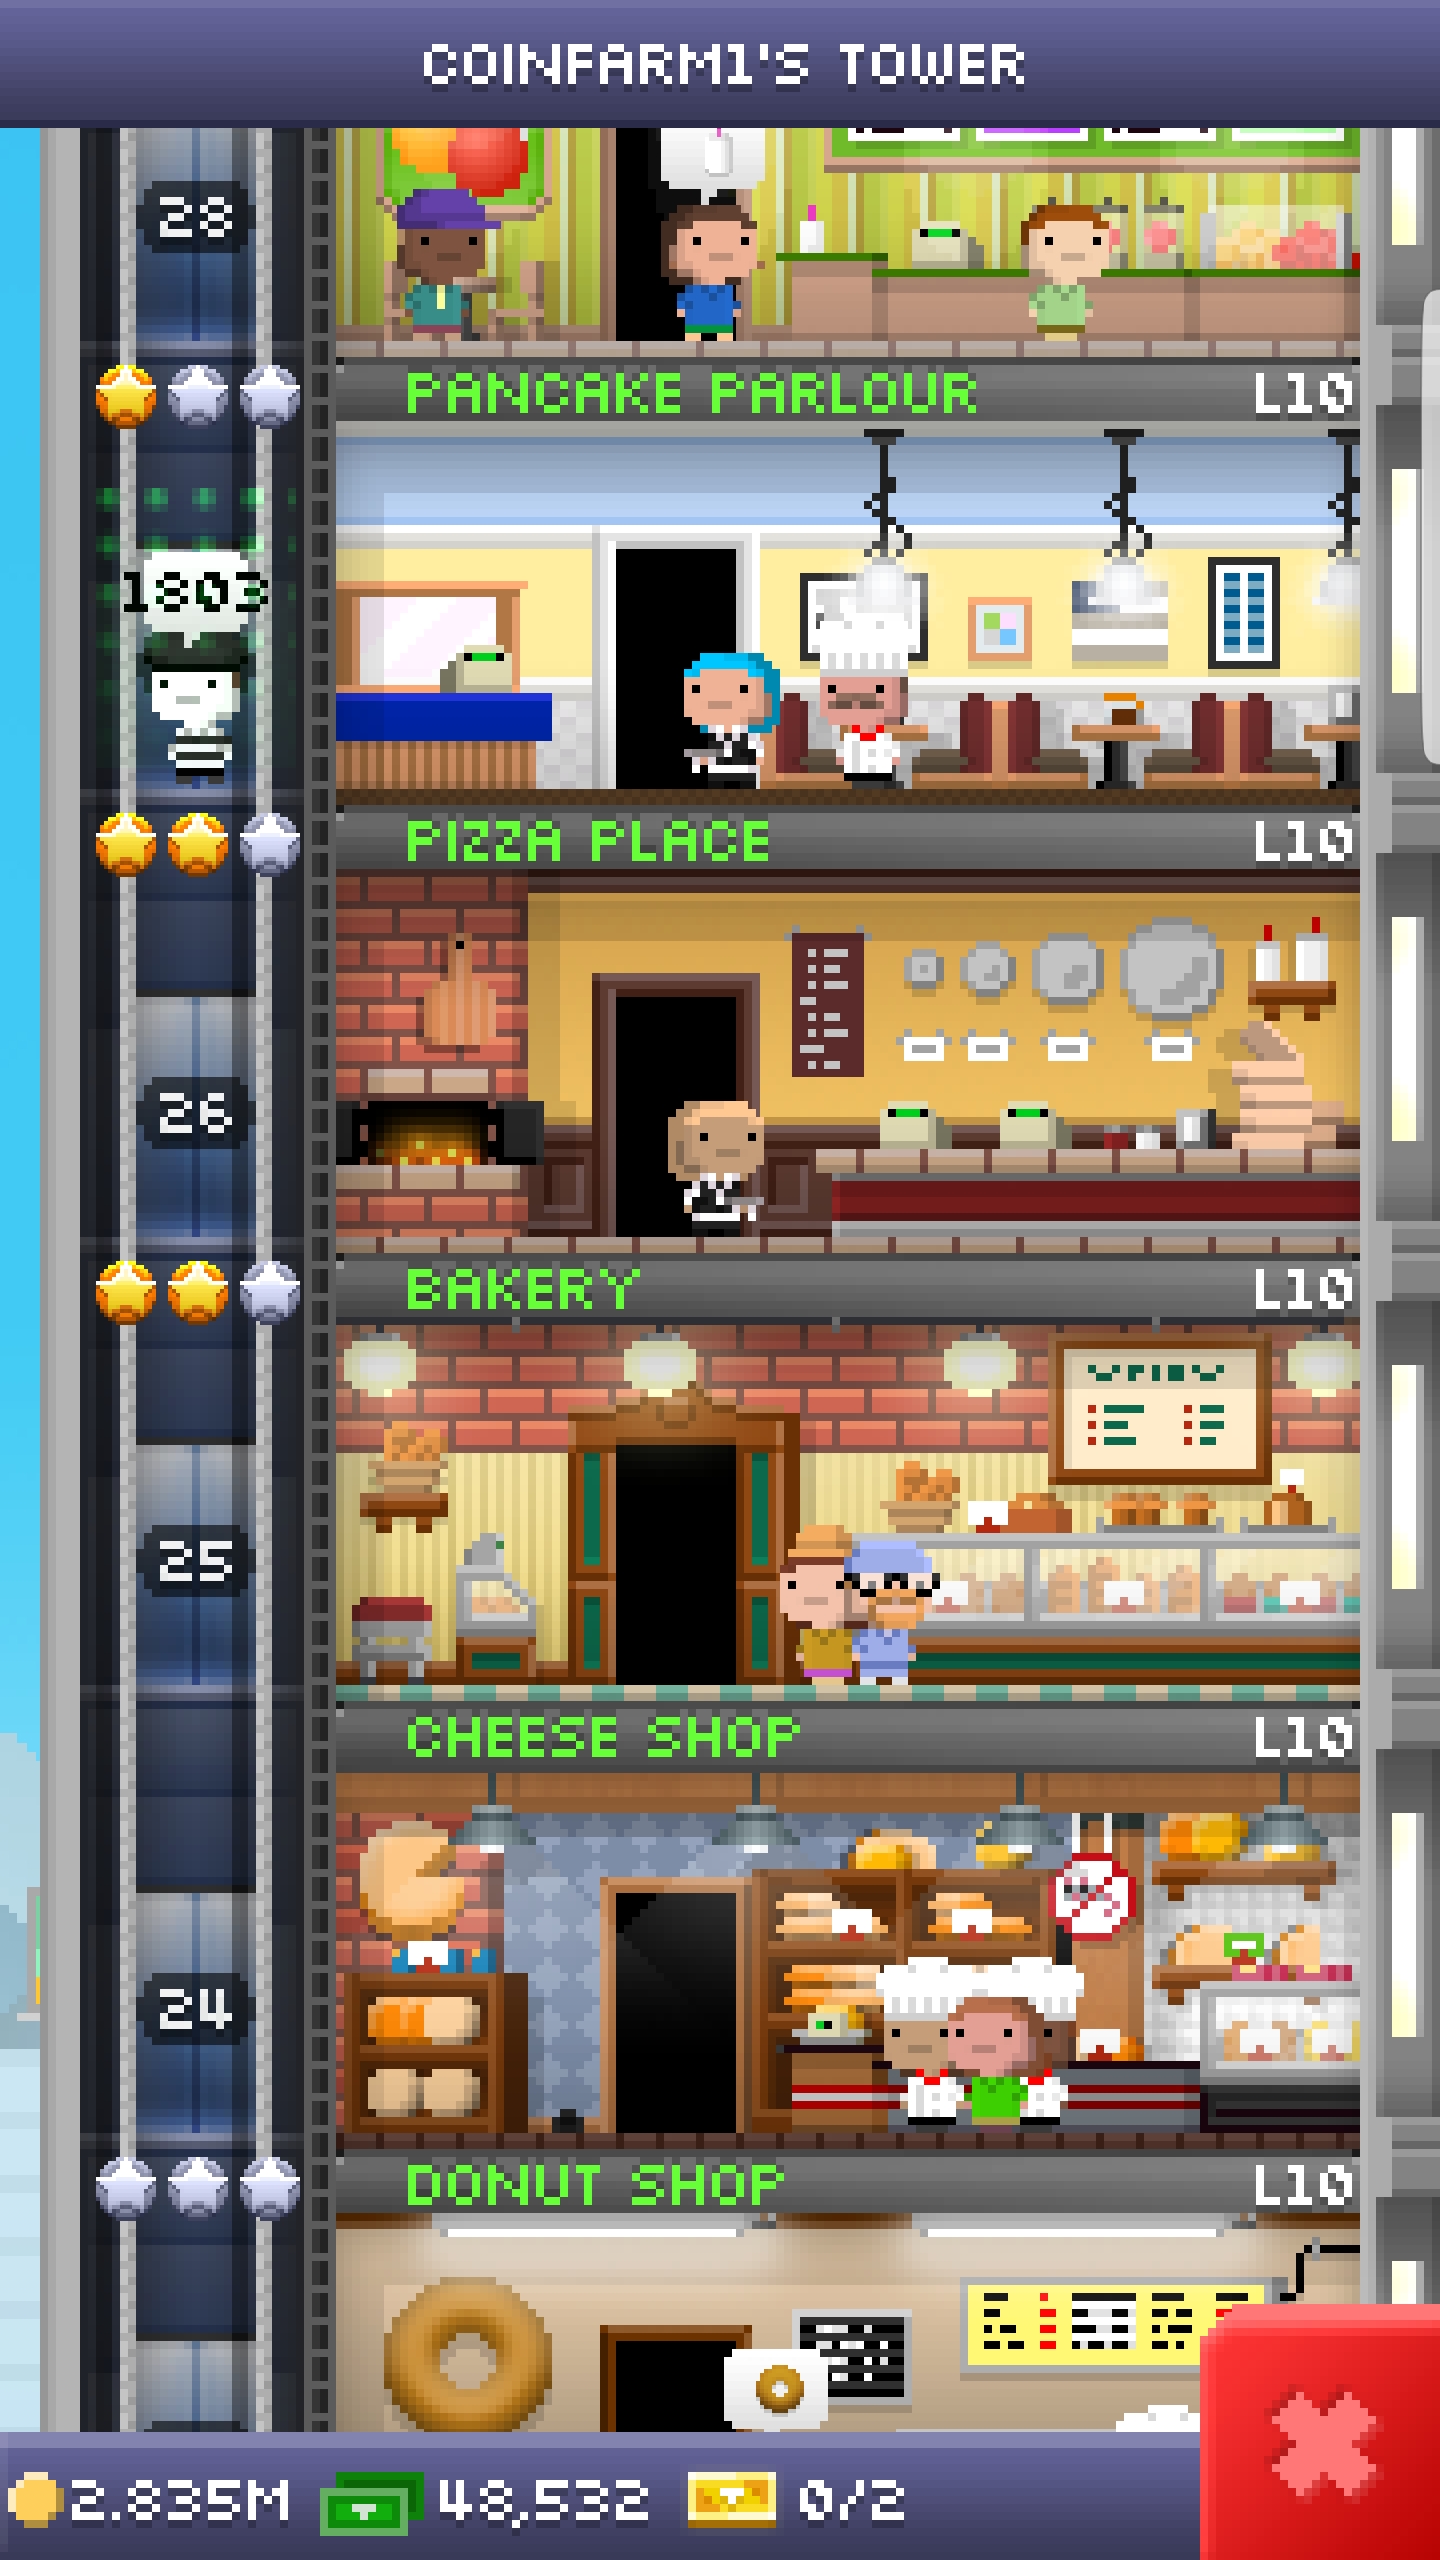 COINFARM1'S TOWER
28
PANCAKE PARLOUR L10
1803
PIZZA PLACE L10
26
BAKERY L10
25
CHEESE SHOP L10
24
DONUT SHOP L10
2.835M 48,532 0/2